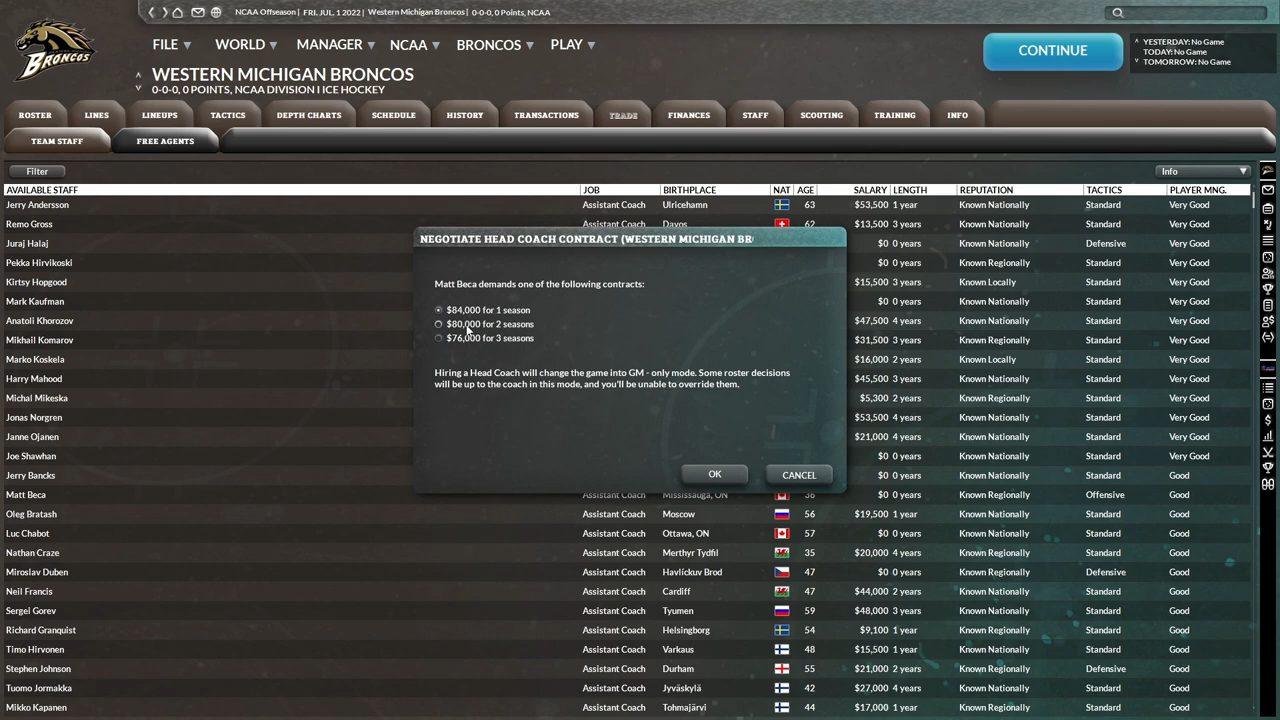 NCAA Offseason | FRI. JUL. 1 2022 | Western Michigan Broncos | 0-0-0, 0 Points, NCAA
BRONCOS
FILE WORLD MANAGER NCAA BRONCOS PLAY
CONTINUE
YESTERDAY: No Game
TODAY: No Game
TOMORROW: No Game
WESTERN MICHIGAN BRONCOS
0-0-0, 0 POINTS, NCAA DIVISION I ICE HOCKEY
ROSTER LINES LINEUPS TACTICS DEPTH CHARTS SCHEDULE HISTORY TRANSACTIONS TRADE FINANCES STAFF SCOUTING TRAINING INFO
TEAM STAFF FREE AGENTS
Filter Info
AVAILABLE STAFF JOB BIRTHPLACE NAT AGE SALARY LENGTH REPUTATION TACTICS PLAYER MNG.
Jerry Andersson Assistant Coach Ulricehamn 63 $53,500 1 year Known Nationally Standard Very Good
Remo Gross Assistant Coach Davos 62 $13,500 3 years Known Nationally Standard Very Good
Juraj Halaj $0 0 years Known Nationally Defensive Very Good
Pekka Hirvikoski $0 0 years Known Regionally Standard Very Good
Kirtsy Hopgood $15,500 3 years Known Locally Standard Very Good
Mark Kaufman $0 0 years Known Nationally Standard Very Good
Anatoli Khorozov $47,500 4 years Known Nationally Standard Very Good
Mikhail Komarov $31,500 3 years Known Regionally Standard Very Good
Marko Koskela $16,000 2 years Known Locally Standard Very Good
Harry Mahood $45,500 3 years Known Nationally Standard Very Good
Michal Mikeska $5,300 2 years Known Regionally Standard Very Good
Jonas Norgren $53,500 4 years Known Nationally Standard Very Good
Janne Ojanen $21,000 4 years Known Nationally Standard Very Good
Joe Shawhan $0 0 years Known Nationally Standard Very Good
Jerry Bancks $0 0 years Known Nationally Standard Good
Matt Beca Assistant Coach Mississauga, ON 36 $0 0 years Known Regionally Offensive Good
Oleg Bratash Assistant Coach Moscow 56 $19,500 1 year Known Nationally Standard Good
Luc Chabot Assistant Coach Ottawa, ON 57 $0 0 years Known Nationally Standard Good
Nathan Craze Assistant Coach Merthyr Tydfil 35 $20,000 4 years Known Regionally Standard Good
Miroslav Duben Assistant Coach Havlíckuv Brod 47 $0 0 years Known Regionally Defensive Good
Neil Francis Assistant Coach Cardiff 47 $44,000 2 years Known Nationally Standard Good
Sergei Gorev Assistant Coach Tyumen 59 $48,000 3 years Known Regionally Standard Good
Richard Granquist Assistant Coach Helsingborg 54 $9,100 1 year Known Regionally Standard Good
Timo Hirvonen Assistant Coach Varkaus 48 $15,500 1 year Known Nationally Standard Good
Stephen Johnson Assistant Coach Durham 55 $21,000 2 years Known Regionally Defensive Good
Tuomo Jormakka Assistant Coach Jyväskylä 42 $27,000 4 years Known Nationally Standard Good
Mikko Kapanen Assistant Coach Tohmajärvi 44 $17,000 1 year Known Regionally Standard Good
NEGOTIATE HEAD COACH CONTRACT (WESTERN MICHIGAN BR
Matt Beca demands one of the following contracts:
$84,000 for 1 season
$80,000 for 2 seasons
$76,000 for 3 seasons
Hiring a Head Coach will change the game into GM - only mode. Some roster decisions
will be up to the coach in this mode, and you'll be unable to override them.
OK CANCEL